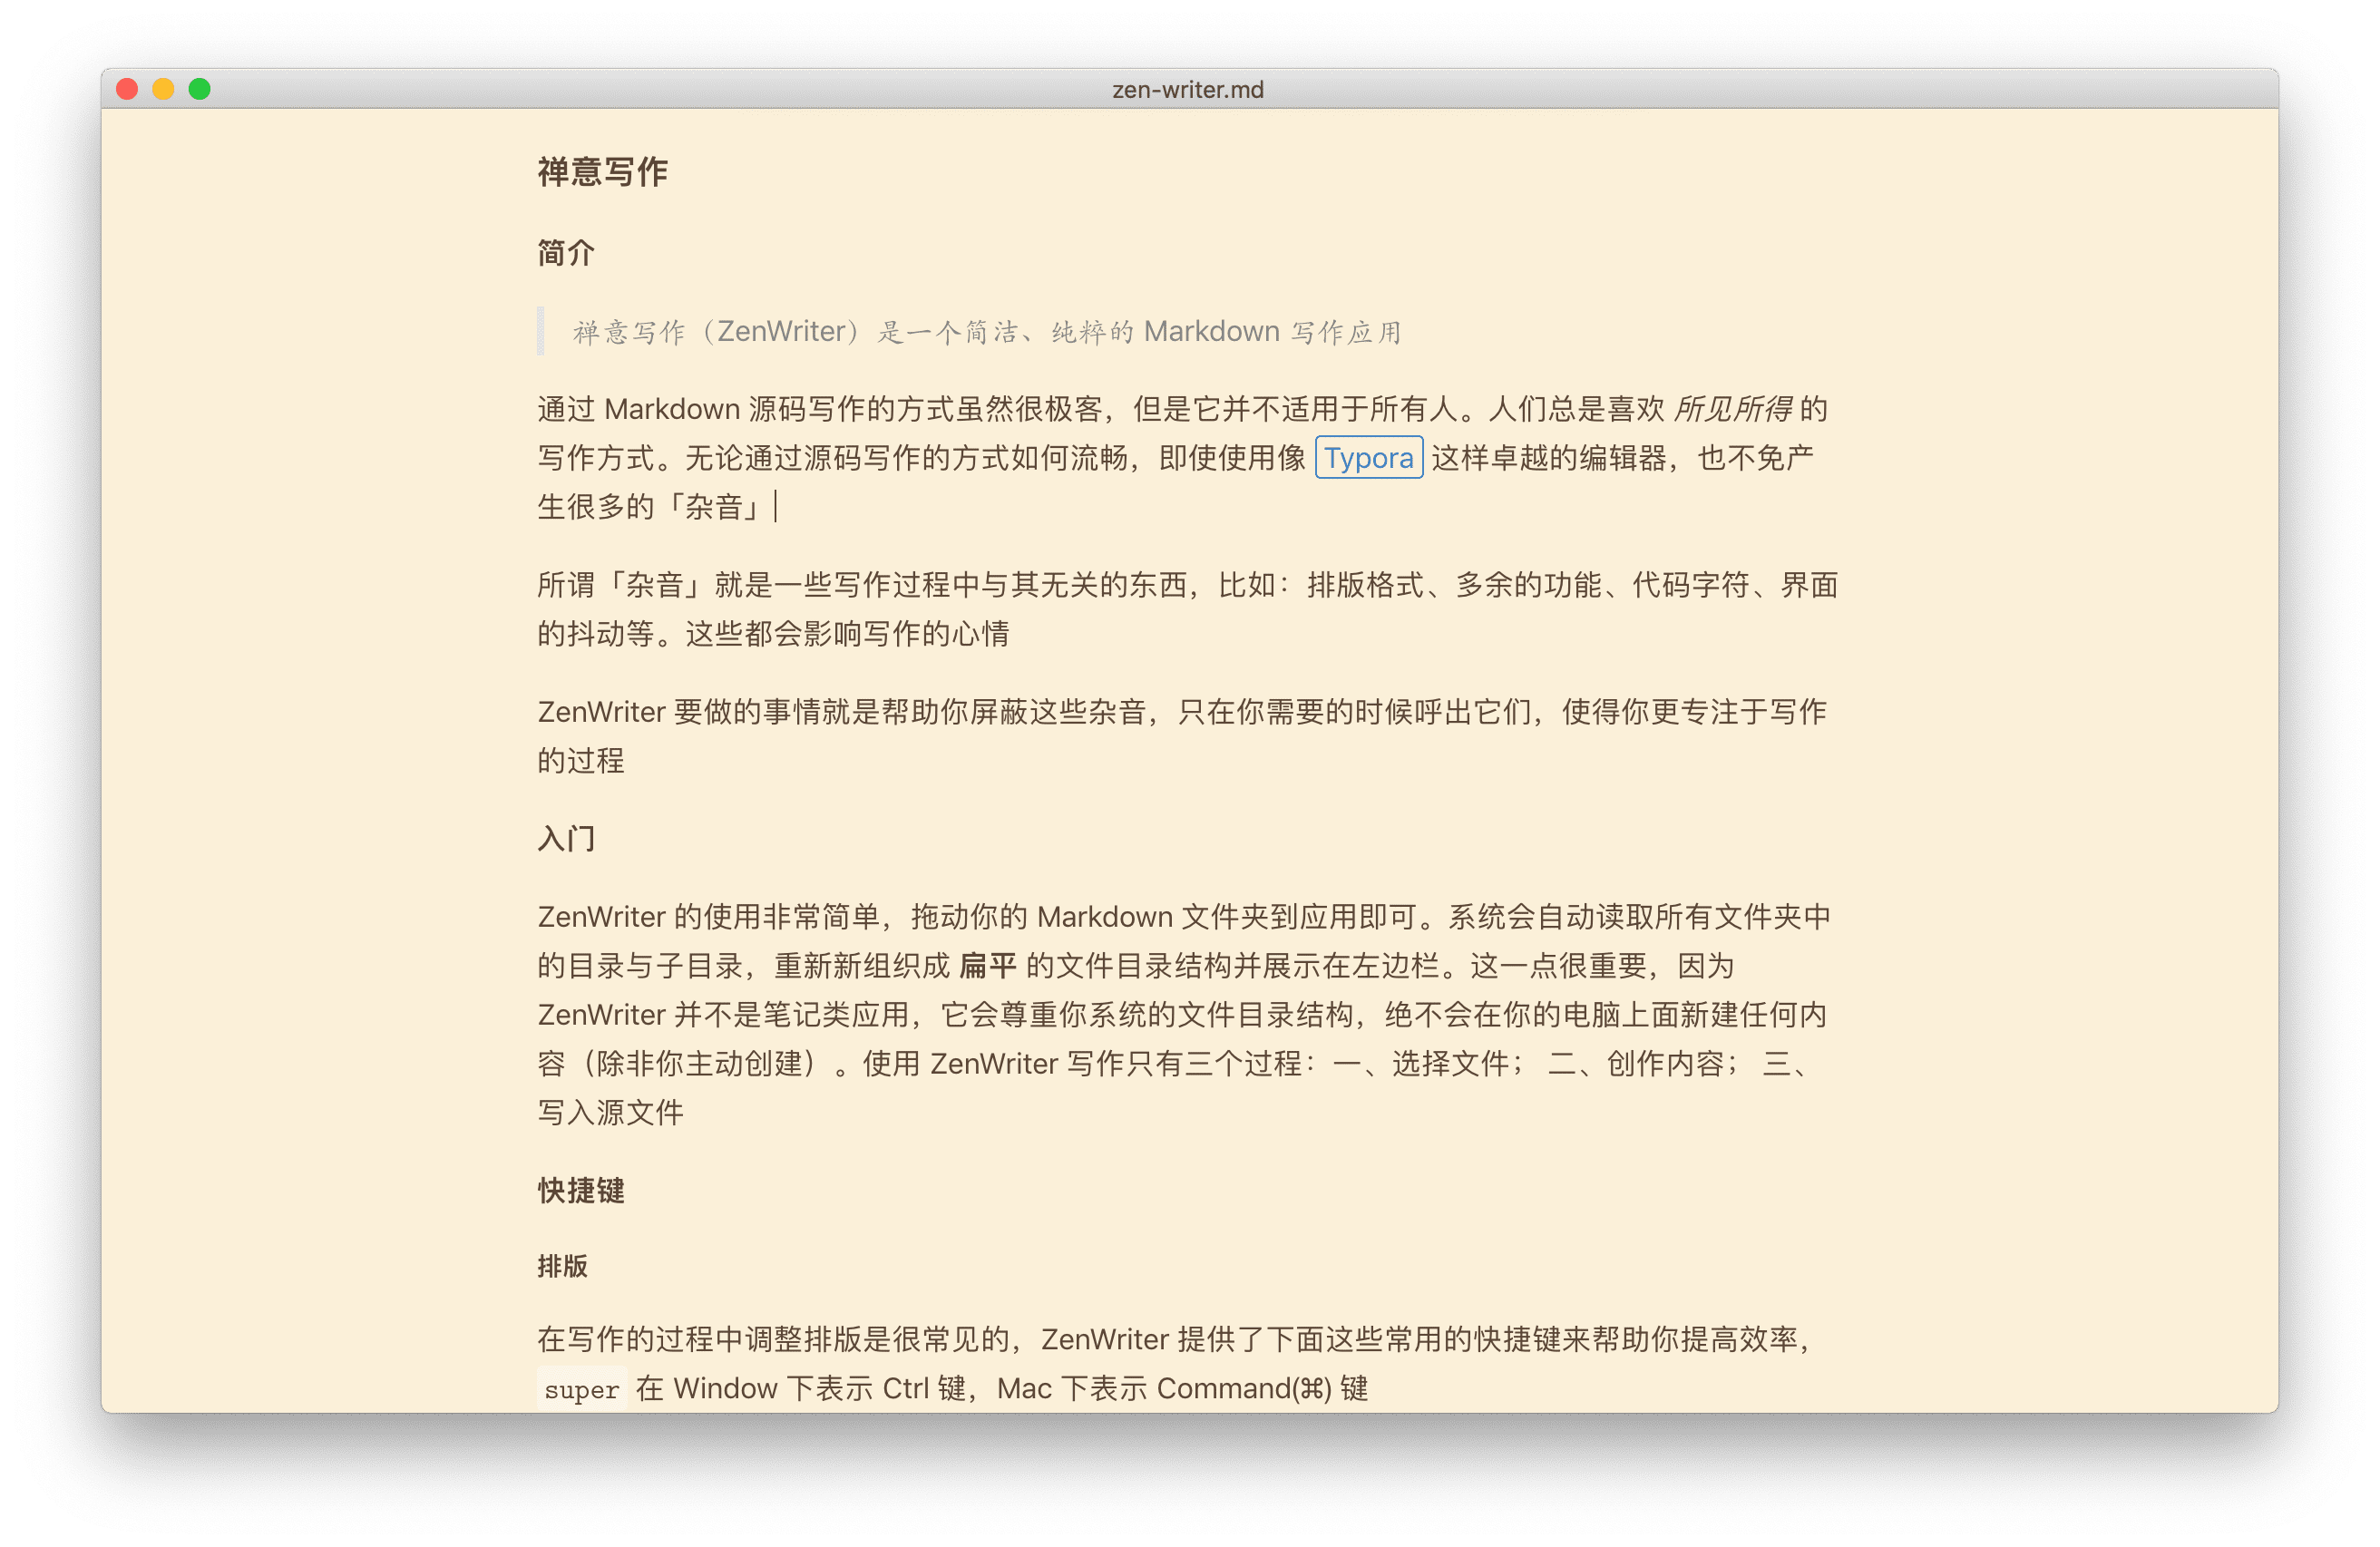 zen-writer.md
禅意写作
简介
禅意写作（ZenWriter）是一个简洁、纯粹的 Markdown 写作应用
通过 Markdown 源码写作的方式虽然很极客，但是它并不适用于所有人。人们总是喜欢 所见所得 的
写作方式。无论通过源码写作的方式如何流畅，即使使用像 Typora 这样卓越的编辑器，也不免产
生很多的「杂音」
所谓「杂音」就是一些写作过程中与其无关的东西，比如：排版格式、多余的功能、代码字符、界面
的抖动等。这些都会影响写作的心情
ZenWriter 要做的事情就是帮助你屏蔽这些杂音，只在你需要的时候呼出它们，使得你更专注于写作
的过程
入门
ZenWriter 的使用非常简单，拖动你的 Markdown 文件夹到应用即可。系统会自动读取所有文件夹中
的目录与子目录，重新新组织成 扁平 的文件目录结构并展示在左边栏。这一点很重要，因为
ZenWriter 并不是笔记类应用，它会尊重你系统的文件目录结构，绝不会在你的电脑上面新建任何内
容（除非你主动创建）。使用 ZenWriter 写作只有三个过程：一、选择文件； 二、创作内容； 三、
写入源文件
快捷键
排版
在写作的过程中调整排版是很常见的，ZenWriter 提供了下面这些常用的快捷键来帮助你提高效率，
super 在 Window 下表示 Ctrl 键，Mac 下表示 Command(⌘) 键